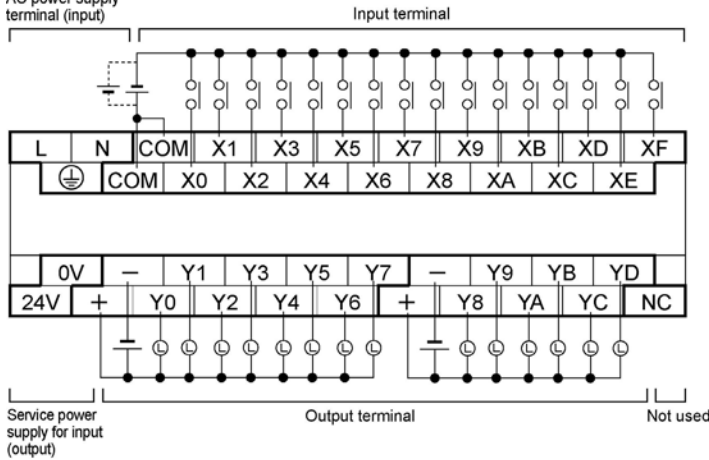 AC power supply
terminal (input)
Input terminal
L N COM X1 X3 X5 X7 X9 XB XD XF
COM X0 X2 X4 X6 X8 XA XC XE
0V − Y1 Y3 Y5 Y7 − Y9 YB YD
24V + Y0 Y2 Y4 Y6 + Y8 YA YC NC
L L L L L L L L L L L L L L
Service power
supply for input
(output)
Output terminal
Not used